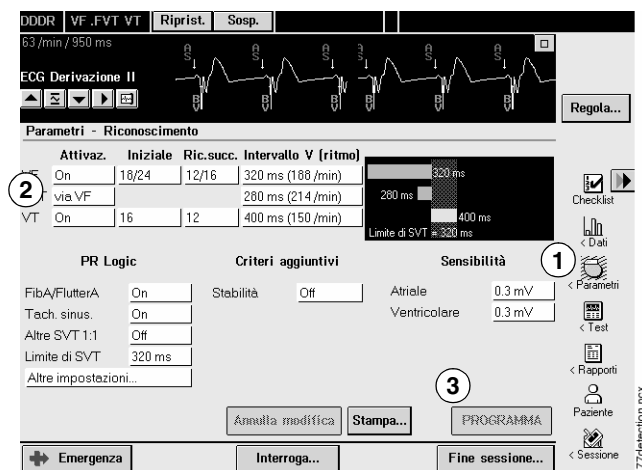 DDDR VF .FVT VT Riprist. Sosp.
63 /min / 950 ms
A S A S A S A S A S
ECG Derivazione II
B V B V B V B V B V
Regola...
Parametri - Riconoscimento
Attivaz. Iniziale Ric.succ. Intervallo V (ritmo)
VF On 18/24 12/16 320 ms (188 /min)
2 T via VF 280 ms (214 /min)
VT On 16 12 400 ms (150 /min)
320 ms
280 ms
400 ms
Limite di SVT = 320 ms
Checklist
< Dati
1
< Parametri
< Test
< Rapporti
Paziente
< Sessione
PR Logic Criteri aggiuntivi Sensibilità
FibA/FlutterA On Stabilità Off Atriale 0.3 mV
Tach. sinus. On Ventricolare 0.3 mV
Altre SVT 1:1 Off
Limite di SVT 320 ms
Altre impostazioni...
3
Annulla modifica Stampa... PROGRAMMA
Emergenza Interroga... Fine sessione...